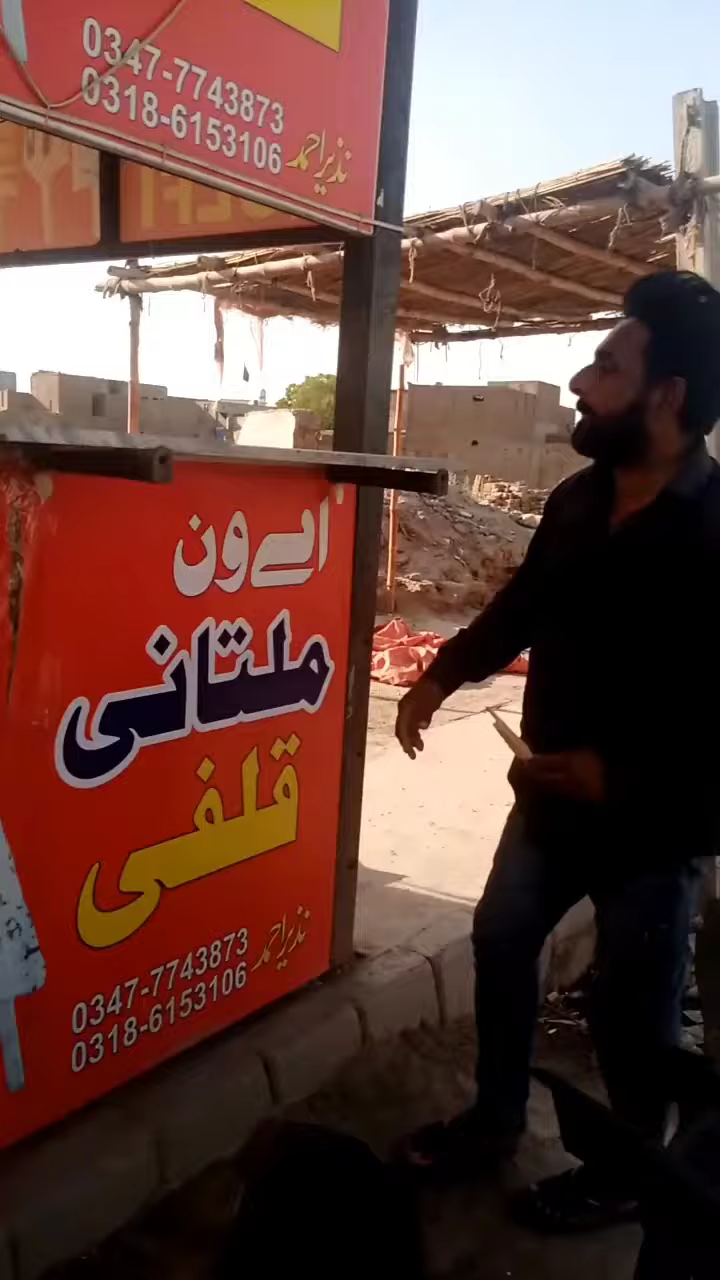 0347-7743873
0318-6153106
نذیر احمد
اے ون
ملتانی
قلفی
نذیر احمد
0347-7743873
0318-6153106